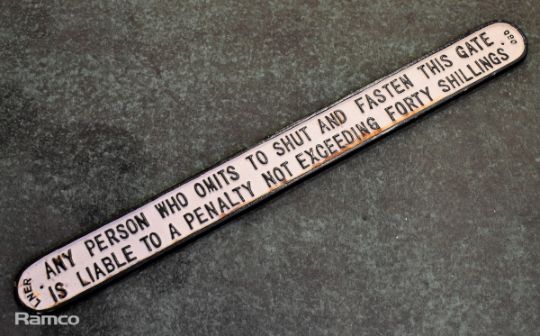 LNER
ANY PERSON WHO OMITS TO SHUT AND FASTEN THIS GATE
IS LIABLE TO A PENALTY NOT EXCEEDING FORTY SHILLINGS.
Ramco